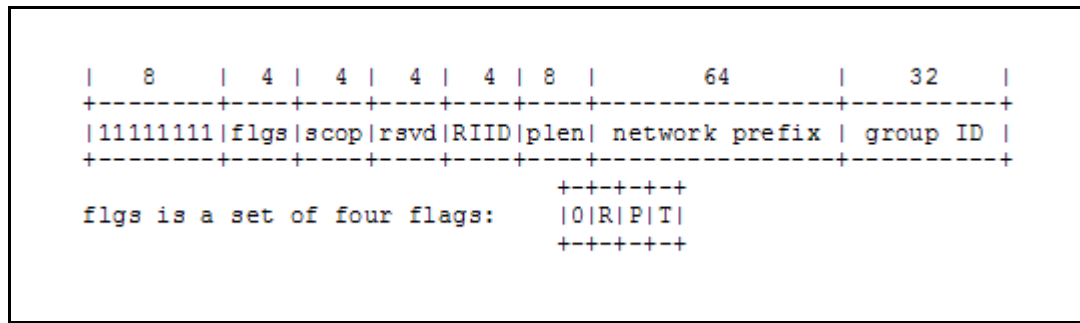 |   8    |  4 |  4 |  4 |  4 | 8  |       64       |    32    |
+--------+----+----+----+----+----+----------------+----------+
|11111111|flgs|scop|rsvd|RIID|plen| network prefix | group ID |
+--------+----+----+----+----+----+----------------+----------+
+-+-+-+-+
flgs is a set of four flags: |0|R|P|T|
+-+-+-+-+